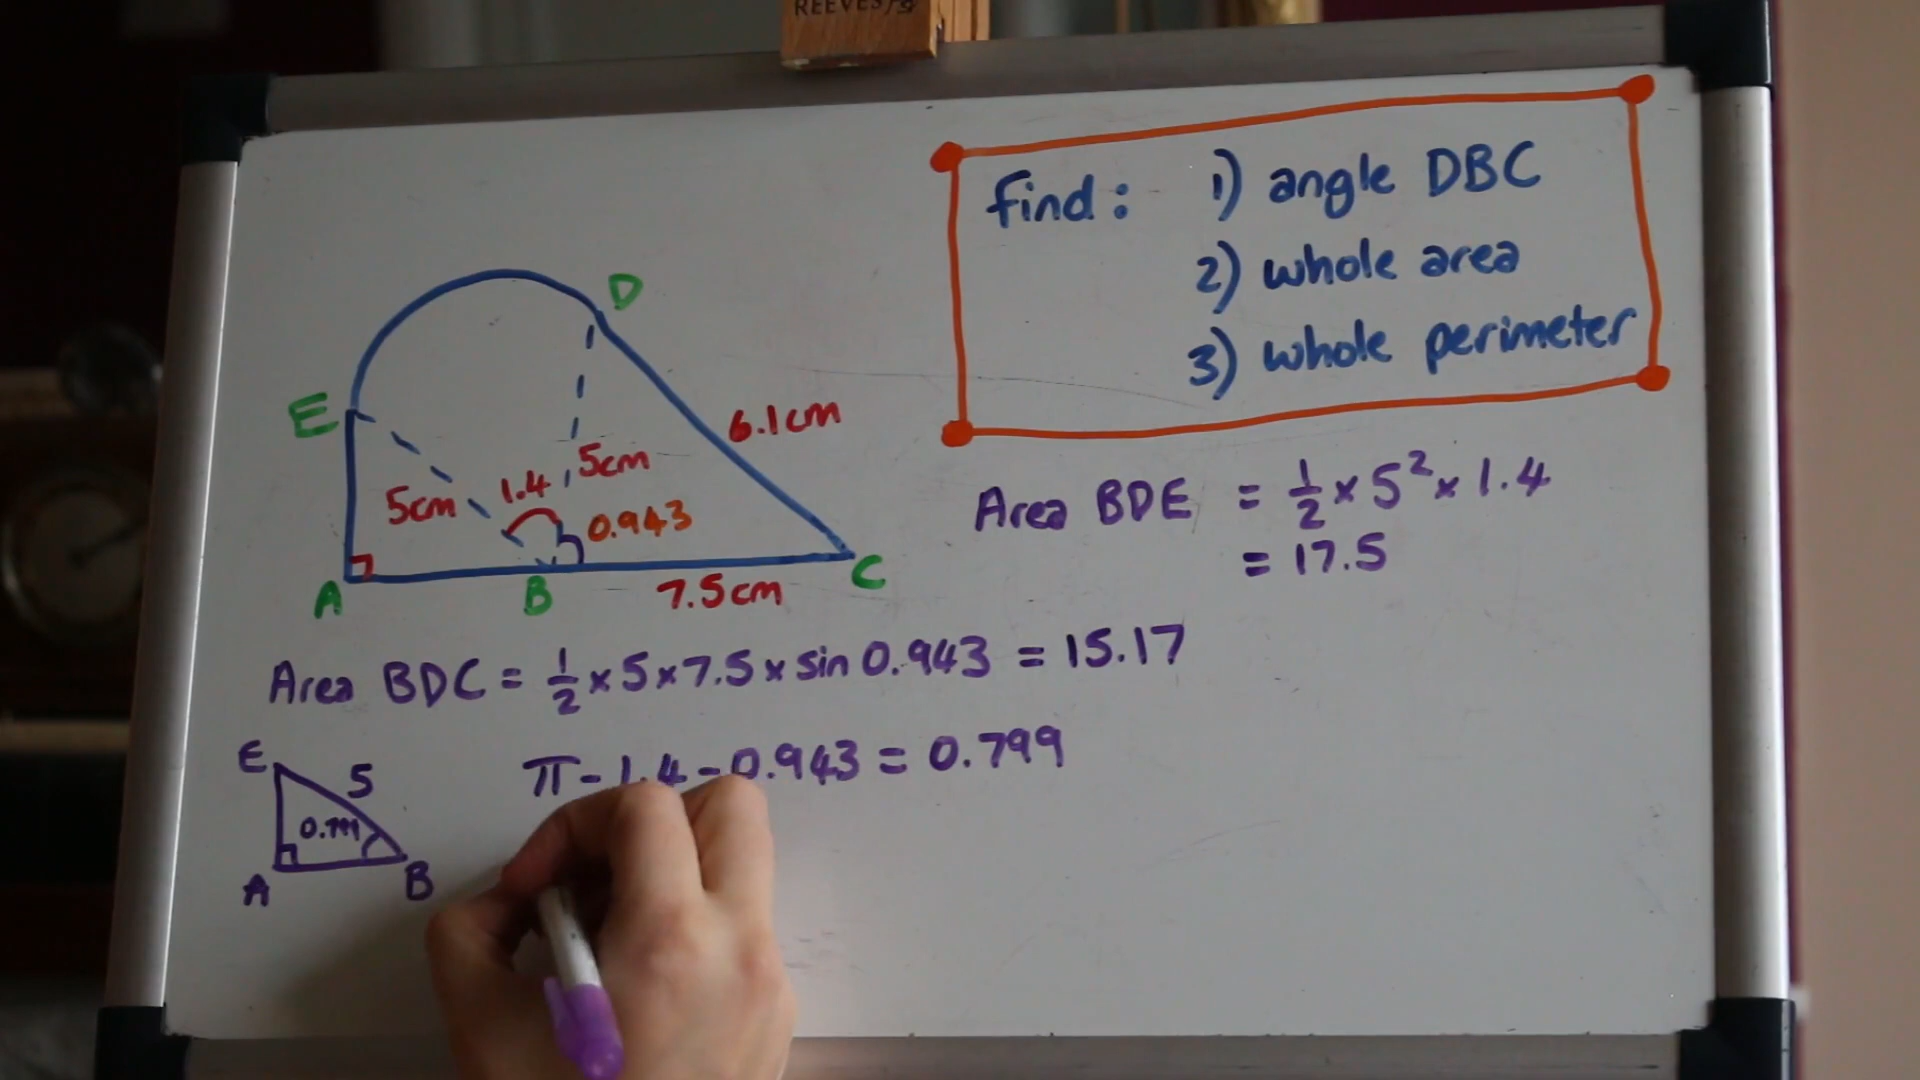 REEVES
find: 1) angle DBC
2) whole area
3) whole perimeter
D
E
6.1cm
5cm
1.4
5cm
0.943
A
B
7.5cm
C
Area BDE = 1/2 × 5² × 1.4
= 17.5
Area BDC = 1/2 × 5 × 7.5 × sin 0.943 = 15.17
π - 1.4 - 0.943 = 0.799
E
5
0.799
A
B